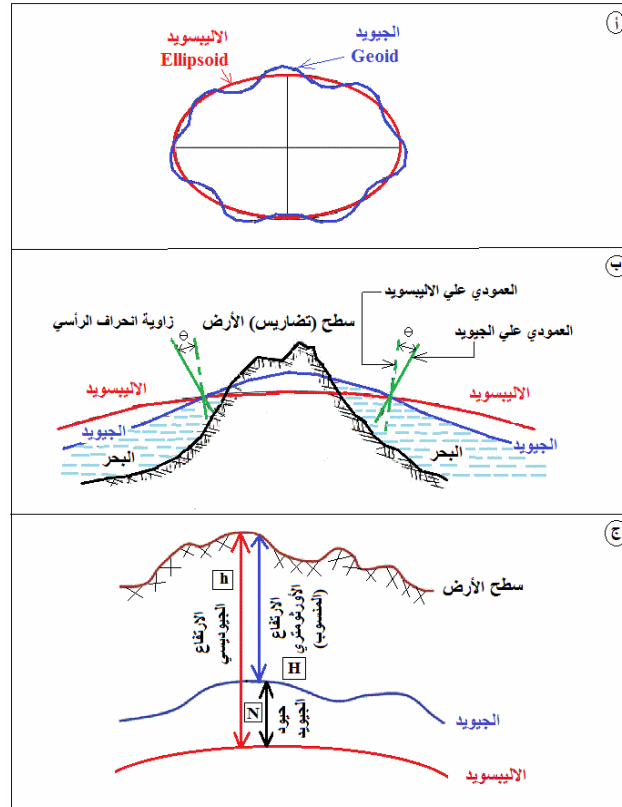 أ
الاليبسويد
Ellipsoid
الجيويد
Geoid
ب
العمودي علي الاليبسويد
سطح (تضاريس) الأرض
زاوية انحراف الرأسي
العمودي علي الجيويد
θ
θ
الاليبسويد
الاليبسويد
الجيويد
الجيويد
البحر
البحر
ج
سطح الأرض
h
الارتفاع
الجيوديسي
الارتفاع
الأورثومتري
(المنسوب)
H
N
حيود
الجيويد
الجيويد
الاليبسويد